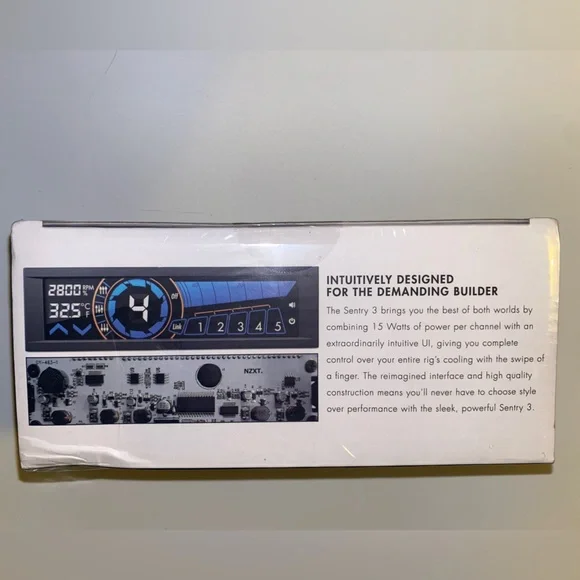 INTUITIVELY DESIGNED
FOR THE DEMANDING BUILDER
The Sentry 3 brings you the best of both worlds by
combining 15 Watts of power per channel with an
extraordinarily intuitive UI, giving you complete
control over your entire rig's cooling with the swipe of
a finger. The reimagined interface and high quality
construction means you'll never have to choose style
over performance with the sleek, powerful Sentry 3.
2800 RPM %
32.5 °C F
4
Off
Link 1 2 3 4 5
NZXT.